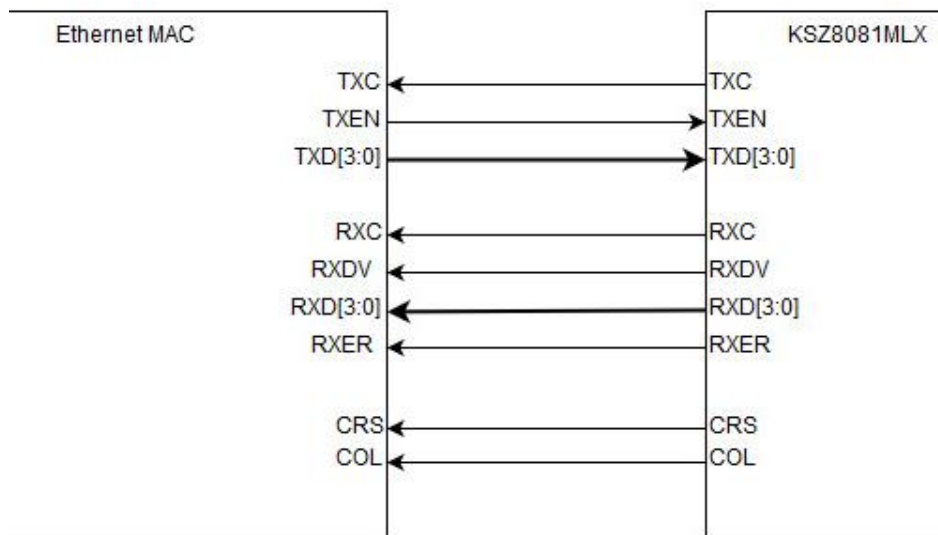 Ethernet MAC KSZ8081MLX
TXC TXC
TXEN TXEN
TXD[3:0] TXD[3:0]
RXC RXC
RXDV RXDV
RXD[3:0] RXD[3:0]
RXER RXER
CRS CRS
COL COL